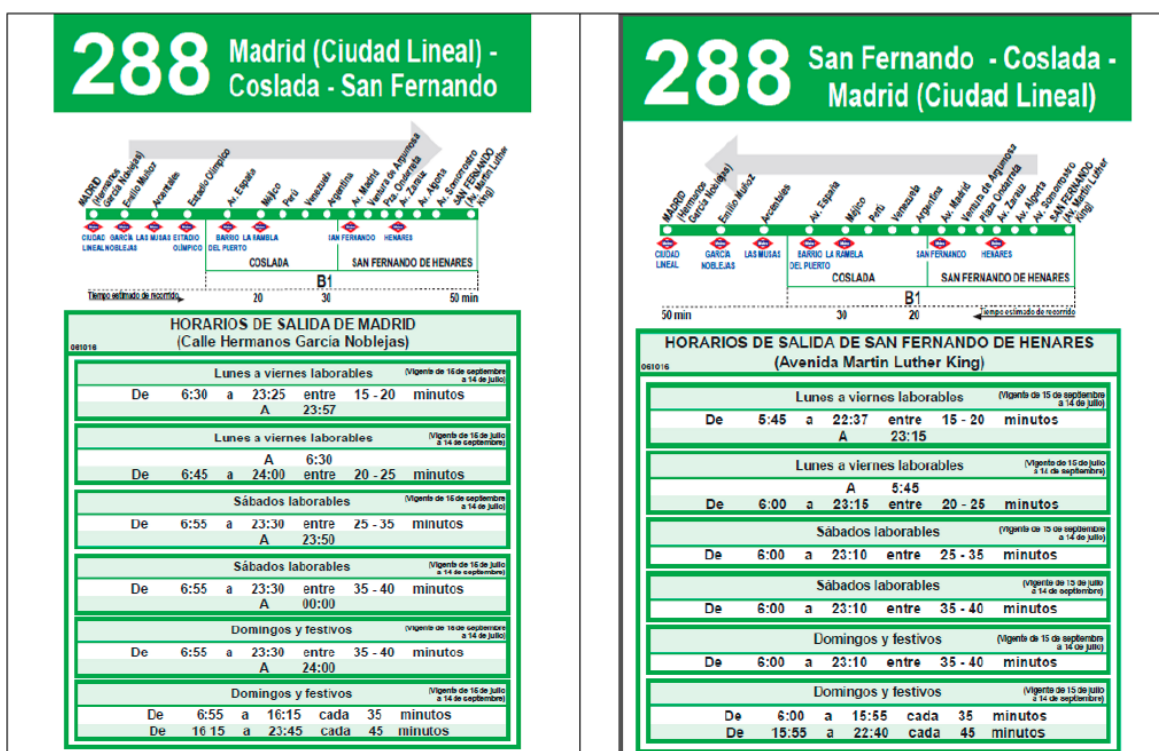 288
Madrid (Ciudad Lineal) -
Coslada - San Fernando
MADRID
(Hermanos
García Noblejas)
Emilio Muñoz
Arcentales
Estadio Olímpico
Av. España
Méjico
Perú
Venezuela
Argentina
Av. Madrid
Ventura de Argumosa
Pza. Ondarreta
Av. Zarauz
Av. Algorta
Av. Somorrostro
SAN FERNANDO
(Av. Martin Luther
King)
CIUDAD LINEAL
GARCÍA NOBLEJAS
LAS MUSAS
ESTADIO OLÍMPICO
BARRIO DEL PUERTO
LA RAMBLA
SAN FERNANDO
HENARES
COSLADA
SAN FERNANDO DE HENARES
B1
Tiempo estimado de recorrido
20 30 50 min
HORARIOS DE SALIDA DE MADRID
(Calle Hermanos García Noblejas)
061016
Lunes a viernes laborables (Vigente de 16 de septiembre a 14 de julio)
De 6:30 a 23:25 entre 15 - 20 minutos
A 23:57
Lunes a viernes laborables (Vigente de 15 de julio a 14 de septiembre)
A 6:30
De 6:45 a 24:00 entre 20 - 25 minutos
Sábados laborables (Vigente de 16 de septiembre a 14 de julio)
De 6:55 a 23:30 entre 25 - 35 minutos
A 23:50
Sábados laborables (Vigente de 15 de julio a 14 de septiembre)
De 6:55 a 23:30 entre 35 - 40 minutos
A 00:00
Domingos y festivos (Vigente de 16 de septiembre a 14 de julio)
De 6:55 a 23:30 entre 35 - 40 minutos
A 24:00
Domingos y festivos (Vigente de 15 de julio a 14 de septiembre)
De 6:55 a 16:15 cada 35 minutos
De 16 15 a 23:45 cada 45 minutos
288
San Fernando - Coslada -
Madrid (Ciudad Lineal)
MADRID
(Hermanos
García Noblejas)
Emilio Muñoz
Arcentales
Av. España
Méjico
Perú
Venezuela
Argentina
Av. Madrid
Ventura de Argumosa
Plaza Ondarreta
Av. Zarauz
Av. Algorta
Av. Somorrostro
SAN FERNANDO
(Av. Martin Luther
King)
CIUDAD LINEAL
GARCÍA NOBLEJAS
LAS MUSAS
BARRIO DEL PUERTO
LA RAMBLA
SAN FERNANDO
HENARES
COSLADA
SAN FERNANDO DE HENARES
B1
50 min 30 20
Tiempo estimado de recorrido
HORARIOS DE SALIDA DE SAN FERNANDO DE HENARES
(Avenida Martin Luther King)
061016
Lunes a viernes laborables (Vigente de 15 de septiembre a 14 de julio)
De 5:45 a 22:37 entre 15 - 20 minutos
A 23:15
Lunes a viernes laborables (Vigente de 15 de julio a 14 de septiembre)
A 5:45
De 6:00 a 23:15 entre 20 - 25 minutos
Sábados laborables (Vigente de 15 de septiembre a 14 de julio)
De 6:00 a 23:10 entre 25 - 35 minutos
Sábados laborables (Vigente de 15 de julio a 14 de septiembre)
De 6:00 a 23:10 entre 35 - 40 minutos
Domingos y festivos (Vigente de 15 de septiembre a 14 de julio)
De 6:00 a 23:10 entre 35 - 40 minutos
Domingos y festivos (Vigente de 15 de julio a 14 de septiembre)
De 6:00 a 15:55 cada 35 minutos
De 15:55 a 22:40 cada 45 minutos